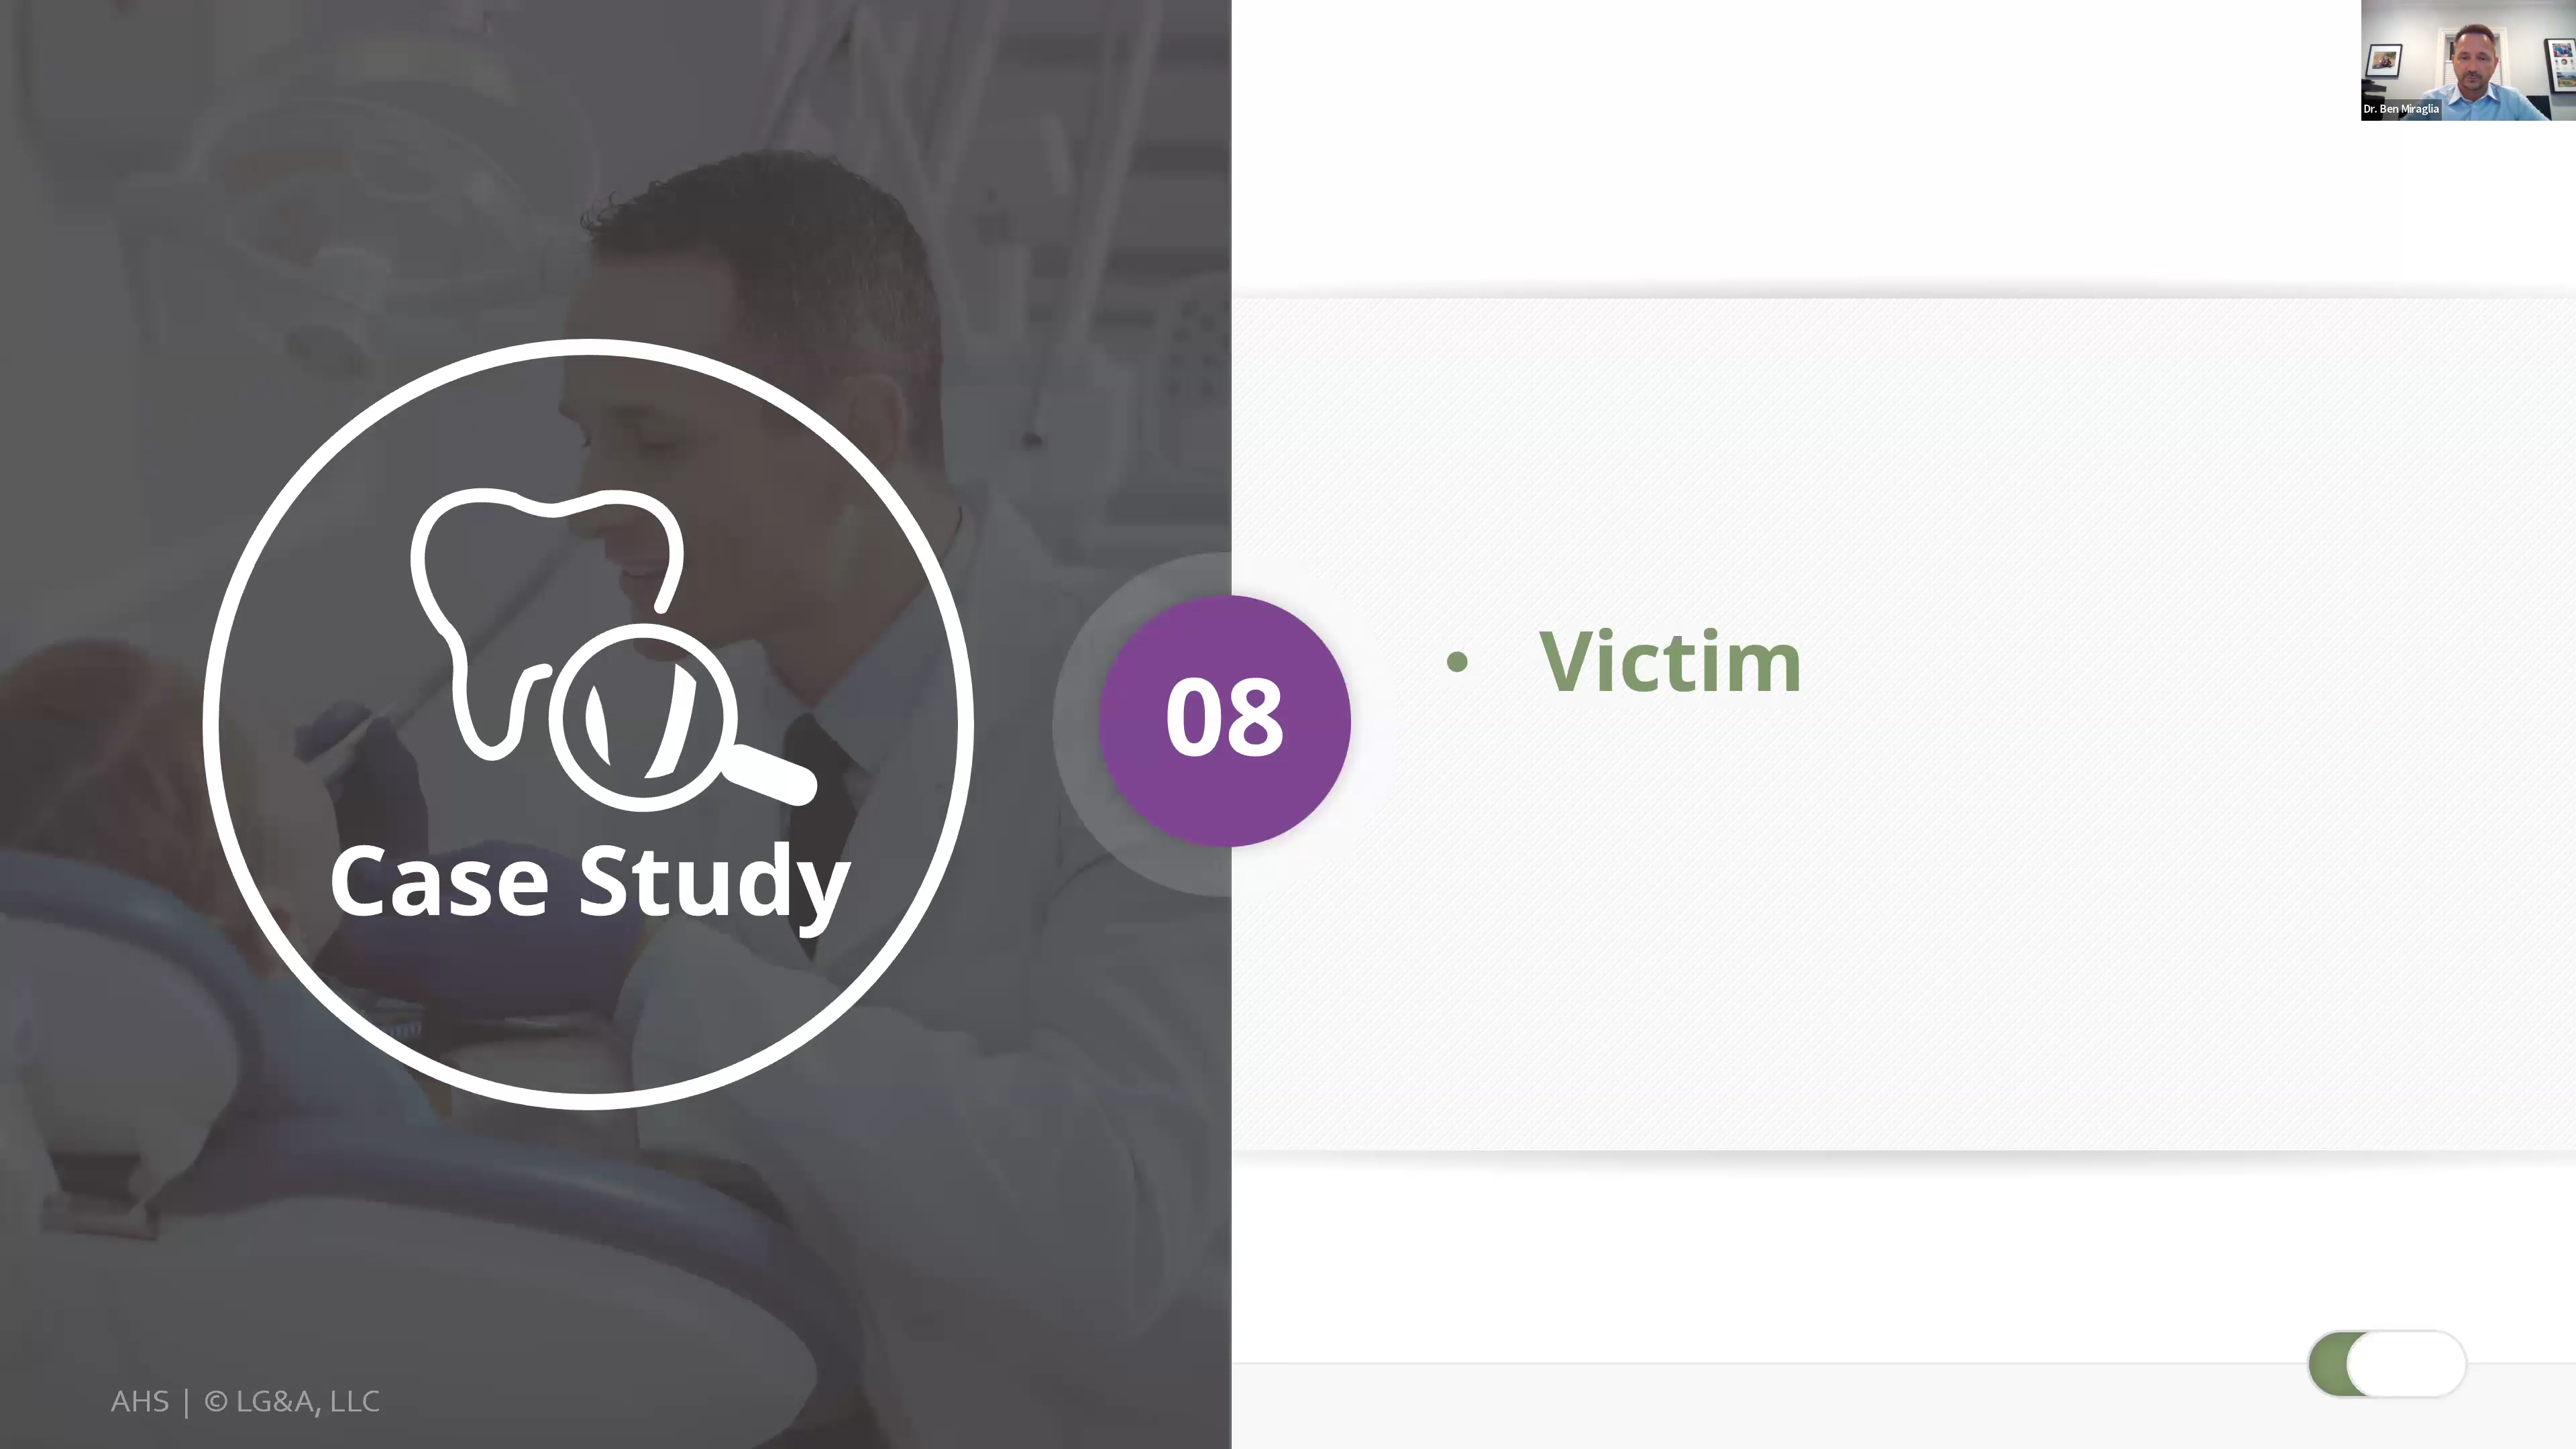 Dr. Ben Miraglia
Case Study
08
• Victim
AHS | © LG&A, LLC